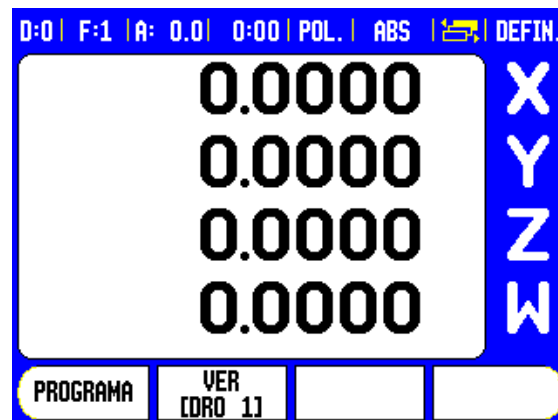 D:0 | F:1 | A: 0.0 | 0:00 | POL. | ABS | DEFIN.
0.0000 X
0.0000 Y
0.0000 Z
0.0000 W
PROGRAMA
VER
[DRO 1]